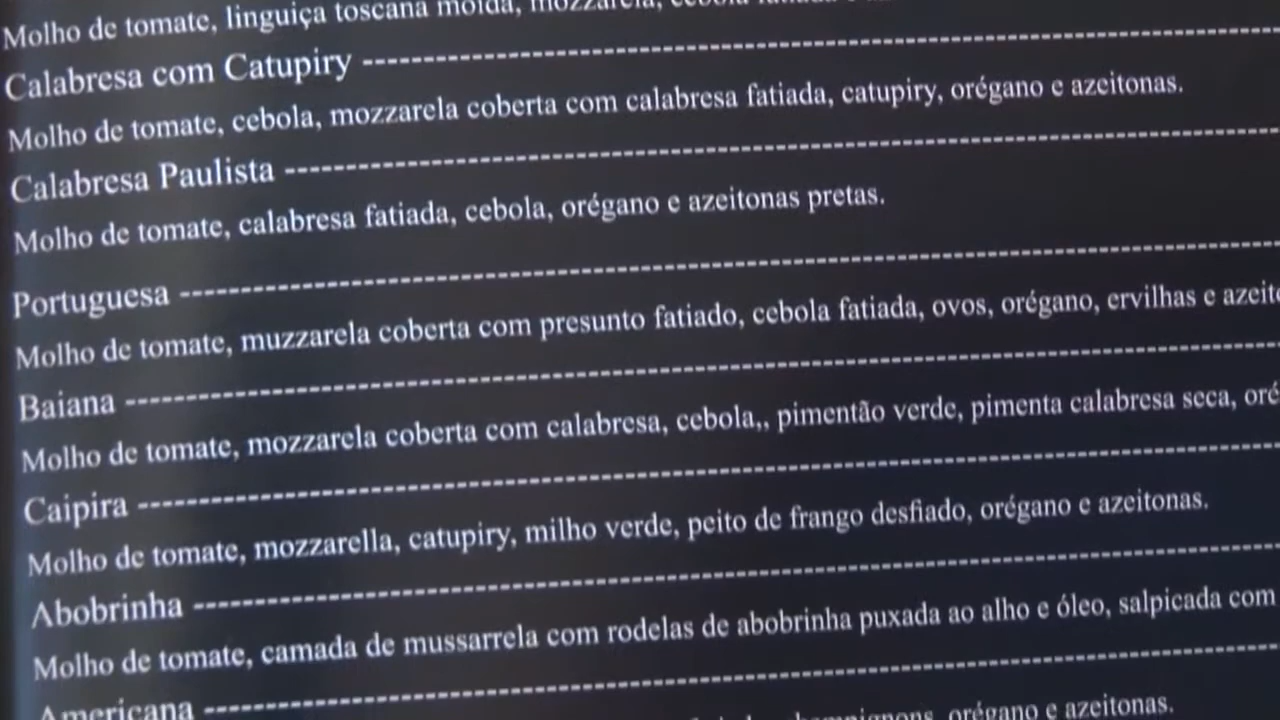 Molho de tomate, linguiça toscana moída, mozzarela, cebola fatiada
Calabresa com Catupiry ------------------------------------------------
Molho de tomate, cebola, mozzarela coberta com calabresa fatiada, catupiry, orégano e azeitonas.
Calabresa Paulista ------------------------------------------------
Molho de tomate, calabresa fatiada, cebola, orégano e azeitonas pretas.
Portuguesa ------------------------------------------------
Molho de tomate, muzzarela coberta com presunto fatiado, cebola fatiada, ovos, orégano, ervilhas e azeito
Baiana ------------------------------------------------
Molho de tomate, mozzarela coberta com calabresa, cebola,, pimentão verde, pimenta calabresa seca, oré
Caipira ------------------------------------------------
Molho de tomate, mozzarella, catupiry, milho verde, peito de frango desfiado, orégano e azeitonas.
Abobrinha ------------------------------------------------
Molho de tomate, camada de mussarrela com rodelas de abobrinha puxada ao alho e óleo, salpicada com
Americana ------------------------------------------------
champignons, orégano e azeitonas.